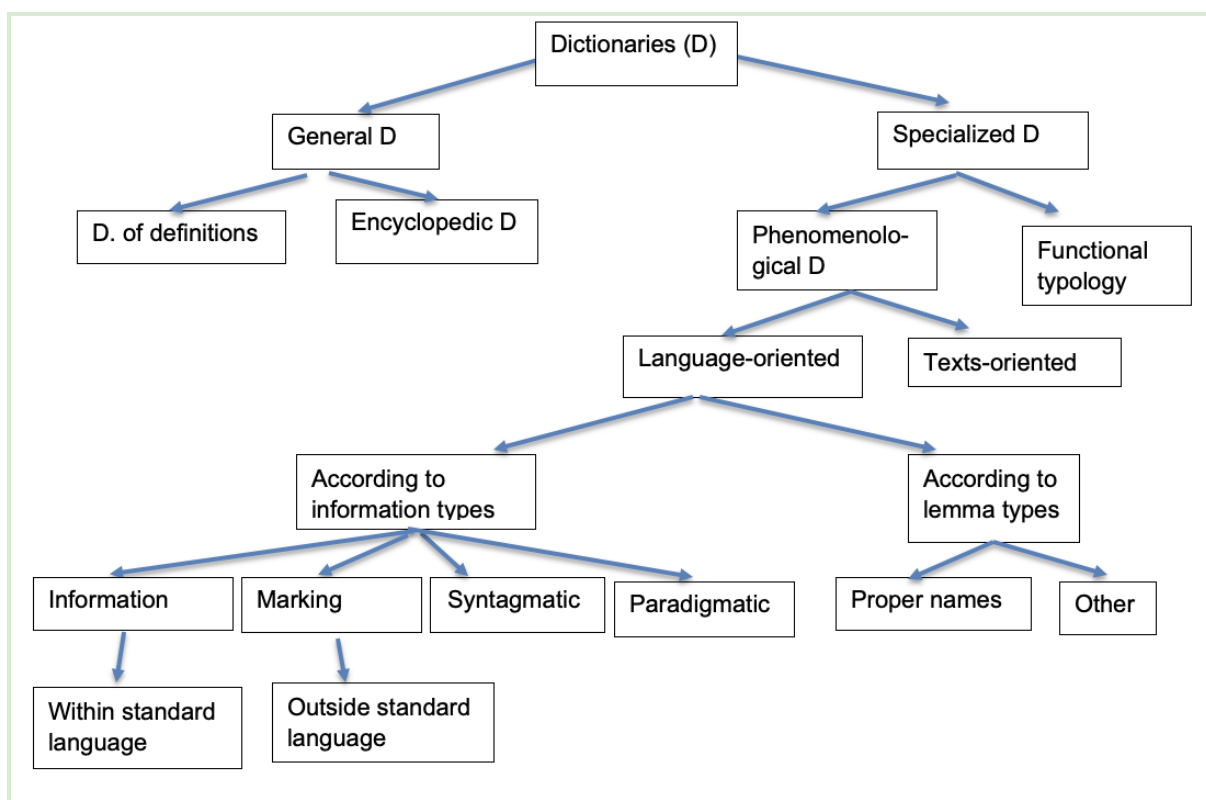 Dictionaries (D)
General D
Specialized D
D. of definitions
Encyclopedic D
Phenomenolo-
gical D
Functional
typology
Language-oriented
Texts-oriented
According to
information types
According to
lemma types
Information
Marking
Syntagmatic
Paradigmatic
Proper names
Other
Within standard
language
Outside standard
language